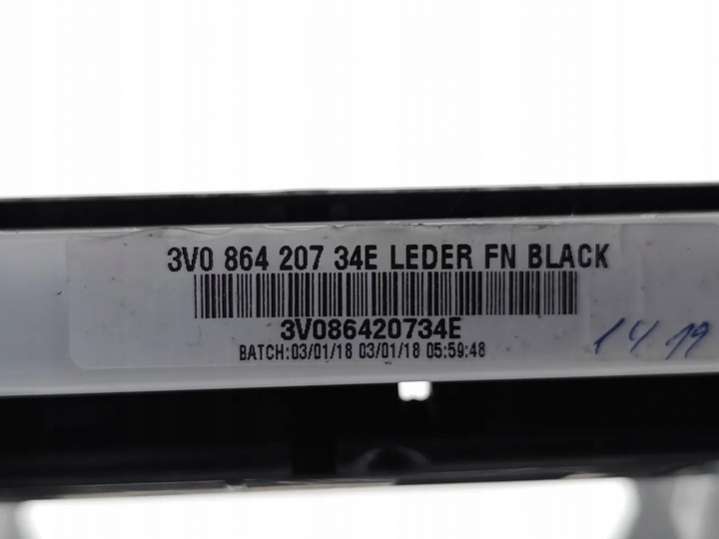 3V0 864 207 34E LEDER FN BLACK
3V086420734E
BATCH:03/01/18 03/01/18 05:59:48
14 19